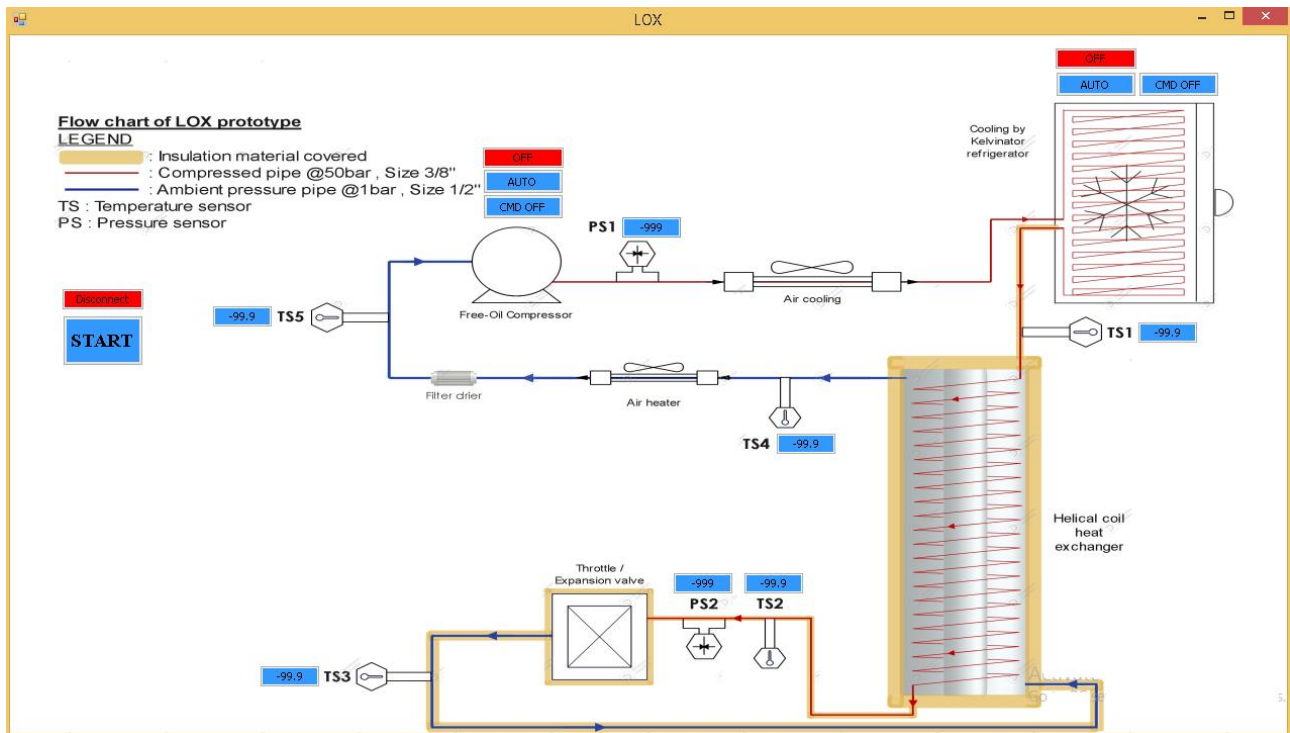 LOX
OFF
AUTO
CMD OFF
Flow chart of LOX prototype
LEGEND
: Insulation material covered
: Compressed pipe @50bar , Size 3/8"
: Ambient pressure pipe @1bar , Size 1/2"
TS : Temperature sensor
PS : Pressure sensor
OFF
AUTO
CMD OFF
Cooling by
Kelvinator
refrigerator
PS1
-999
Free-Oil Compressor
Air cooling
Disconnect
START
-99.9
TS5
TS1
-99.9
Filter drier
Air heater
TS4
-99.9
Helical coil
heat
exchanger
Throttle /
Expansion valve
-999
PS2
-99.9
TS2
-99.9
TS3